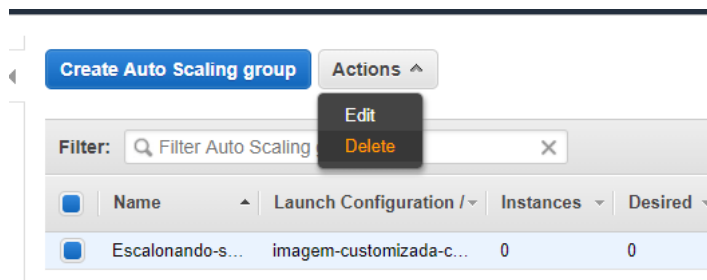 Create Auto Scaling group Actions
Edit
Filter: Filter Auto Scaling Delete
Name Launch Configuration / Instances Desired
Escalonando-s... imagem-customizada-c... 0 0